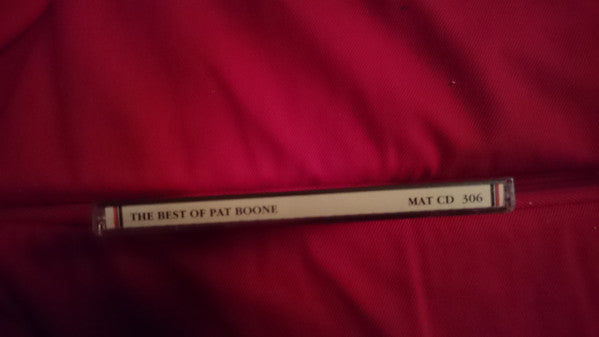 THE BEST OF PAT BOONE MAT CD 306